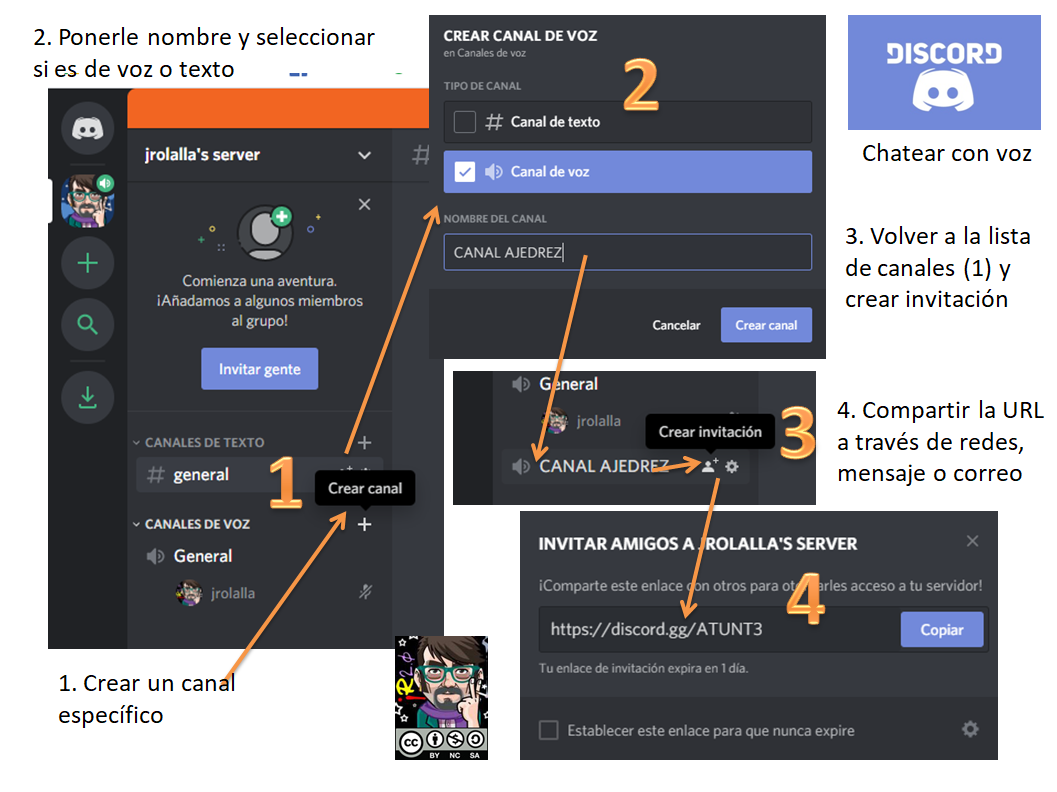 2. Ponerle nombre y seleccionar
si es de voz o texto
jrolalla's server
#
Comienza una aventura.
¡Añadamos a algunos miembros
al grupo!
Invitar gente
CANALES DE TEXTO
# general
1
Crear canal
CANALES DE VOZ
General
jrolalla
1. Crear un canal
específico
CREAR CANAL DE VOZ
en Canales de voz
2
TIPO DE CANAL
# Canal de texto
Canal de voz
NOMBRE DEL CANAL
CANAL AJEDREZ
Cancelar
Crear canal
DISCORD
Chatear con voz
3. Volver a la lista
de canales (1) y
crear invitación
General
jrolalla
Crear invitación
3
CANAL AJEDREZ
4. Compartir la URL
a través de redes,
mensaje o correo
INVITAR AMIGOS A JROLALLA'S SERVER
¡Comparte este enlace con otros para otorgarles acceso a tu servidor!
4
https://discord.gg/ATUNT3
Copiar
Tu enlace de invitación expira en 1 día.
Establecer este enlace para que nunca expire
cc
BY NC SA